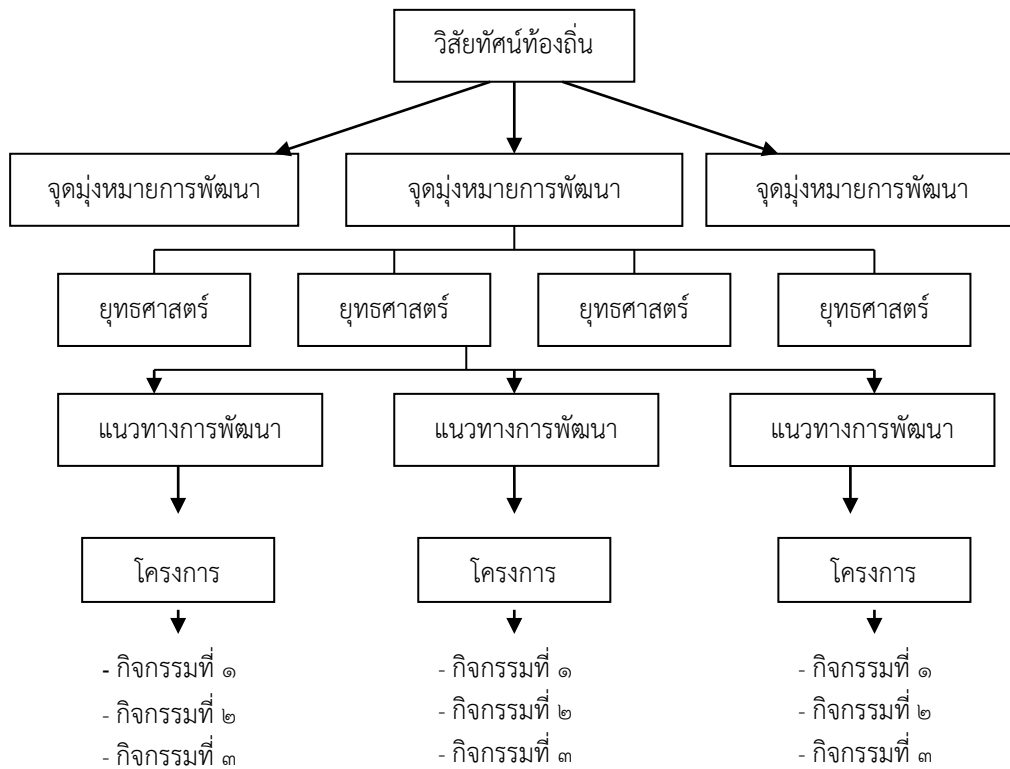 วิสัยทัศน์ท้องถิ่น
จุดมุ่งหมายการพัฒนา
จุดมุ่งหมายการพัฒนา
จุดมุ่งหมายการพัฒนา
ยุทธศาสตร์
ยุทธศาสตร์
ยุทธศาสตร์
ยุทธศาสตร์
แนวทางการพัฒนา
แนวทางการพัฒนา
แนวทางการพัฒนา
โครงการ
โครงการ
โครงการ
- กิจกรรมที่ ๑
- กิจกรรมที่ ๒
- กิจกรรมที่ ๓
- กิจกรรมที่ ๑
- กิจกรรมที่ ๒
- กิจกรรมที่ ๓
- กิจกรรมที่ ๑
- กิจกรรมที่ ๒
- กิจกรรมที่ ๓